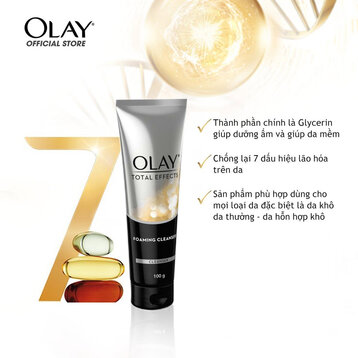 OLAY
OFFICIAL STORE
7
Thành phần chính là Glycerin
giúp dưỡng ẩm và giúp da mềm
Chống lại 7 dấu hiệu lão hóa
trên da
Sản phẩm phù hợp dùng cho
mọi loại da đặc biệt là da khô
da thường - da hỗn hợp khô
OLAY
TOTAL EFFECTS
FOAMING CLEANSER
100 g